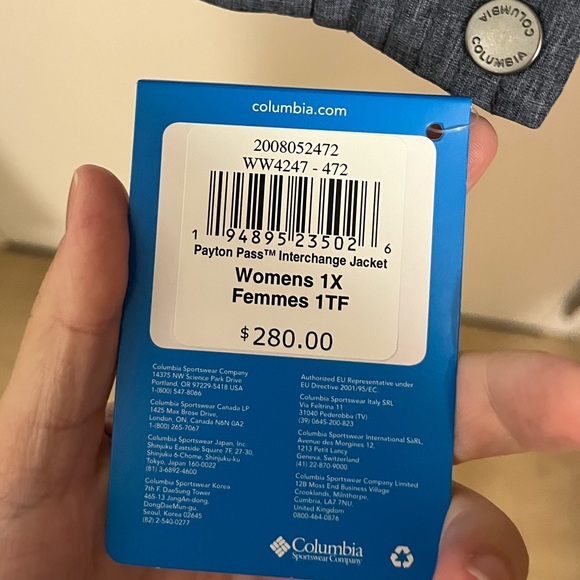 COLUMBIA
COLUMBIA
columbia.com
2008052472
WW4247 - 472
1 94895 23502 6
Payton Pass™ Interchange Jacket
Womens 1X
Femmes 1TF
$280.00
Columbia Sportswear Company
14375 NW Science Park Drive
Portland, OR 97229-5418 USA
1-(800) 547-8066
Columbia Sportswear Canada LP
1425 Max Brose Drive,
London, ON, Canada N6N 0A2
1-(800) 265-7067
Columbia Sportswear Japan, Inc.
Shinjuku Eastside Square 7F, 27-30,
Shinjuku 6-Chome, Shinjuku-ku
Tokyo, Japan 160-0022
(81) 3-6892-4600
Columbia Sportswear Korea
7th F. DaeSung Tower
465-13 JangAn-dong
DongDaeMun-gu,
Seoul, Korea 02645
(82) 2-540-0277
Authorized EU Representative under
EU Directive 2001/95/EC
Columbia Sportswear Italy SRL
Via Feltrina 11
31040 Pederobba (TV)
(39) 0645-200-823
Columbia Sportswear International SàRL,
Avenue des Morgines 12,
1213 Petit Lancy
Geneva, Switzerland
(41) 22-870-9000
Columbia Sportswear Company Limited
12B Moss End Business Village
Crooklands, Milnthorpe,
Cumbria, LA7 7NU,
United Kingdom
0800-464-0876
Columbia
Sportswear Company